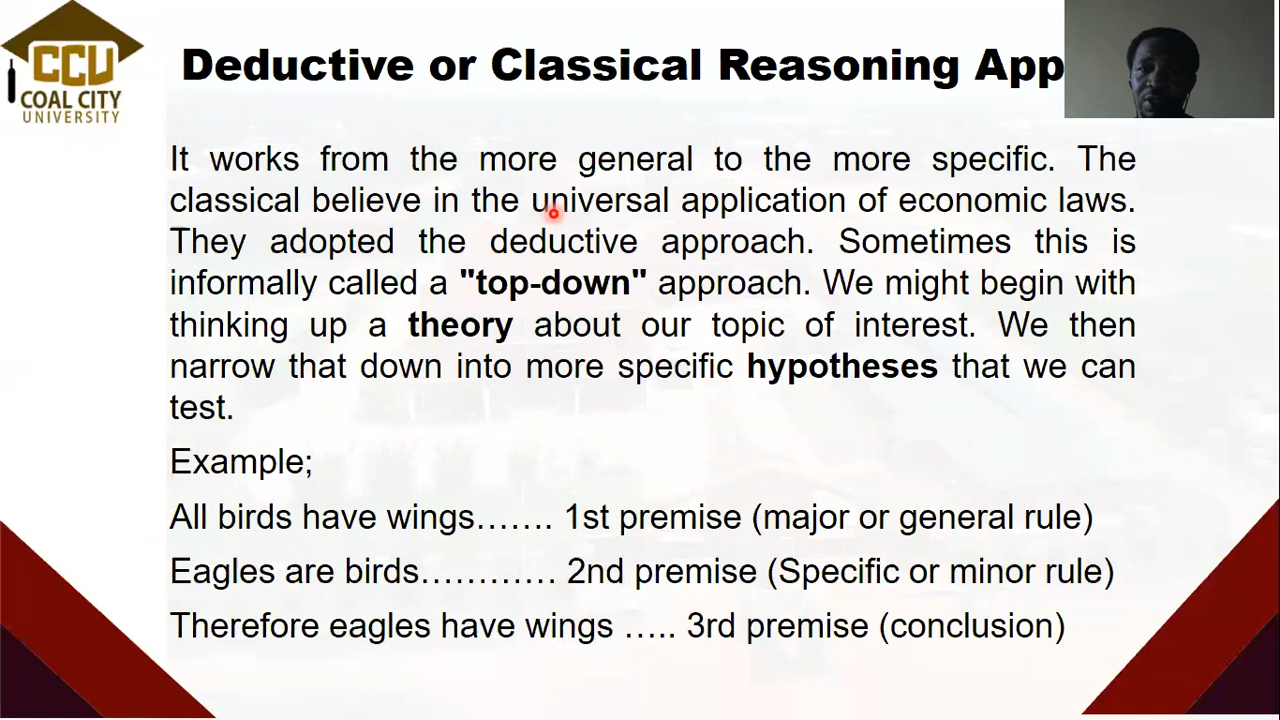 CCU
COAL CITY
UNIVERSITY
Deductive or Classical Reasoning App
It works from the more general to the more specific. The
classical believe in the universal application of economic laws.
They adopted the deductive approach. Sometimes this is
informally called a "top-down" approach. We might begin with
thinking up a theory about our topic of interest. We then
narrow that down into more specific hypotheses that we can
test.
Example;
All birds have wings……. 1st premise (major or general rule)
Eagles are birds………… 2nd premise (Specific or minor rule)
Therefore eagles have wings ….. 3rd premise (conclusion)